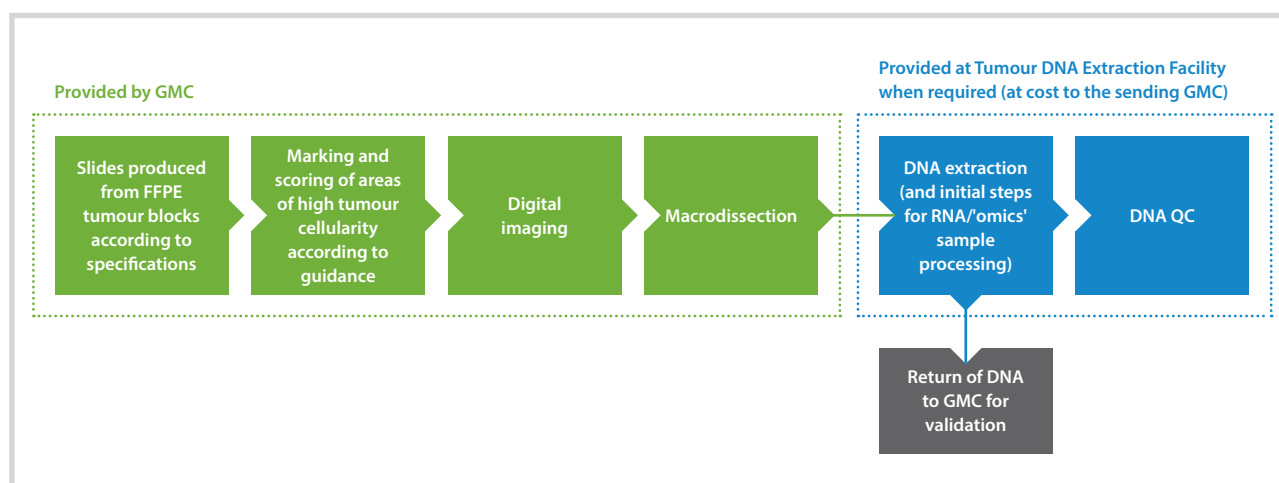 Provided by GMC
Provided at Tumour DNA Extraction Facility
when required (at cost to the sending GMC)
Slides produced
from FFPE
tumour blocks
according to
specifications
Marking and
scoring of areas
of high tumour
cellularity
according to
guidance
Digital
imaging
Macrodissection
DNA extraction
(and initial steps
for RNA/'omics'
sample
processing)
DNA QC
Return of DNA
to GMC for
validation